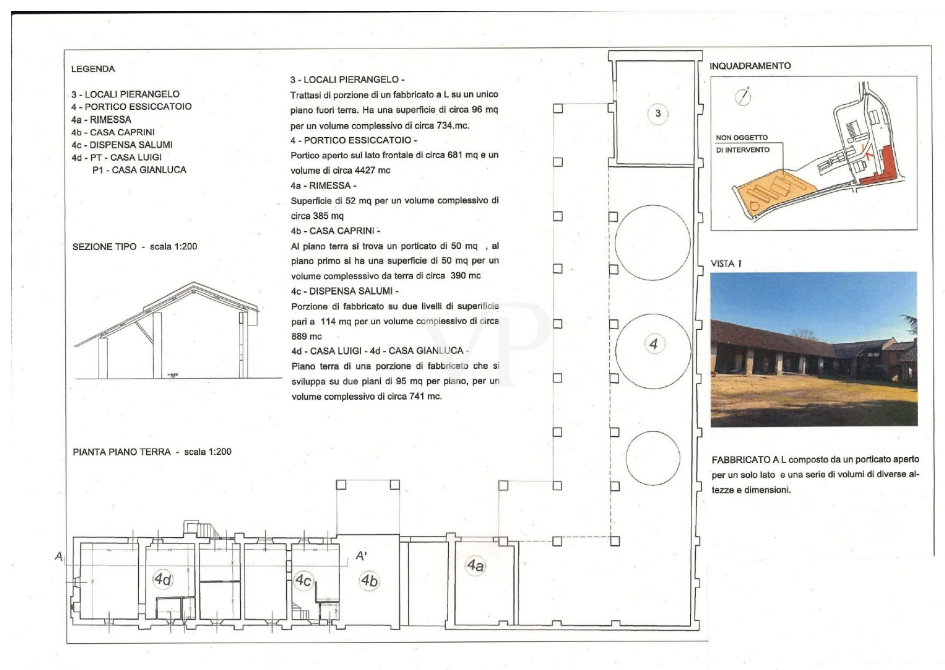 LEGENDA
3 - LOCALI PIERANGELO
4 - PORTICO ESSICCATOIO
4a - RIMESSA
4b - CASA CAPRINI
4c - DISPENSA SALUMI
4d - PT - CASA LUIGI
P1 - CASA GIANLUCA
SEZIONE TIPO - scala 1:200
PIANTA PIANO TERRA - scala 1:200
3 - LOCALI PIERANGELO -
Trattasi di porzione di un fabbricato a L su un unico
piano fuori terra. Ha una superficie di circa 96 mq
per un volume complessivo di circa 734.mc.
4 - PORTICO ESSICCATOIO -
Portico aperto sul lato frontale di circa 681 mq e un
volume di circa 4427 mc
4a - RIMESSA -
Superficie di 52 mq per un volume complessivo di
circa 385 mq
4b - CASA CAPRINI -
Al piano terra si trova un porticato di 50 mq , al
piano primo si ha una superficie di 50 mq per un
volume complesssivo da terra di circa 390 mc
4c - DISPENSA SALUMI -
Porzione di fabbricato su due livelli di superificie
pari a 114 mq per un volume complessivo di circa
889 mc
4d - CASA LUIGI - 4d - CASA GIANLUCA -
Piano terra di una porzione di fabbricato che si
sviluppa su due piani di 95 mq per piano, per un
volume complessivo di circa 741 mc.
VP
3
4
A
A'
4d
4c
4b
4a
INQUADRAMENTO
NON OGGETTO
DI INTERVENTO
VISTA 1
FABBRICATO A L composto da un porticato aperto
per un solo lato e una serie di volumi di diverse al-
tezze e dimensioni.